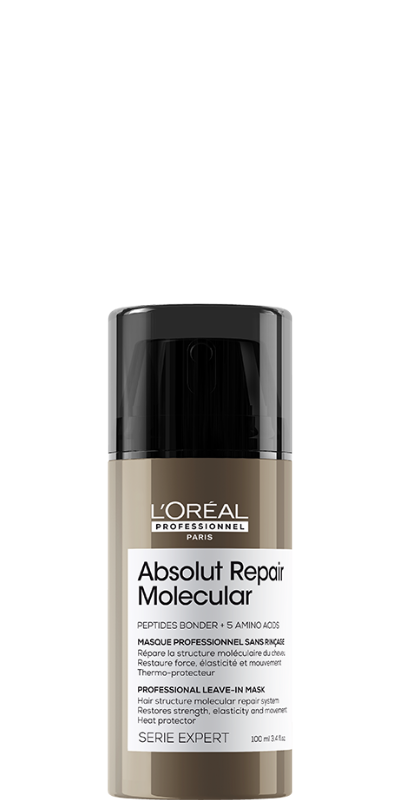 L'ORÉAL
PROFESSIONNEL
PARIS
Absolut Repair
Molecular
PEPTIDES BONDER + 5 AMINO ACIDS
MASQUE PROFESSIONNEL SANS RINÇAGE
Répare la structure moléculaire du cheveu
Restaure force, élasticité et mouvement
Thermo-protecteur
PROFESSIONAL LEAVE-IN MASK
Hair structure molecular repair system
Restores strength, elasticity and movement
Heat protector
SERIE EXPERT 100 ml 3.4 fl.oz